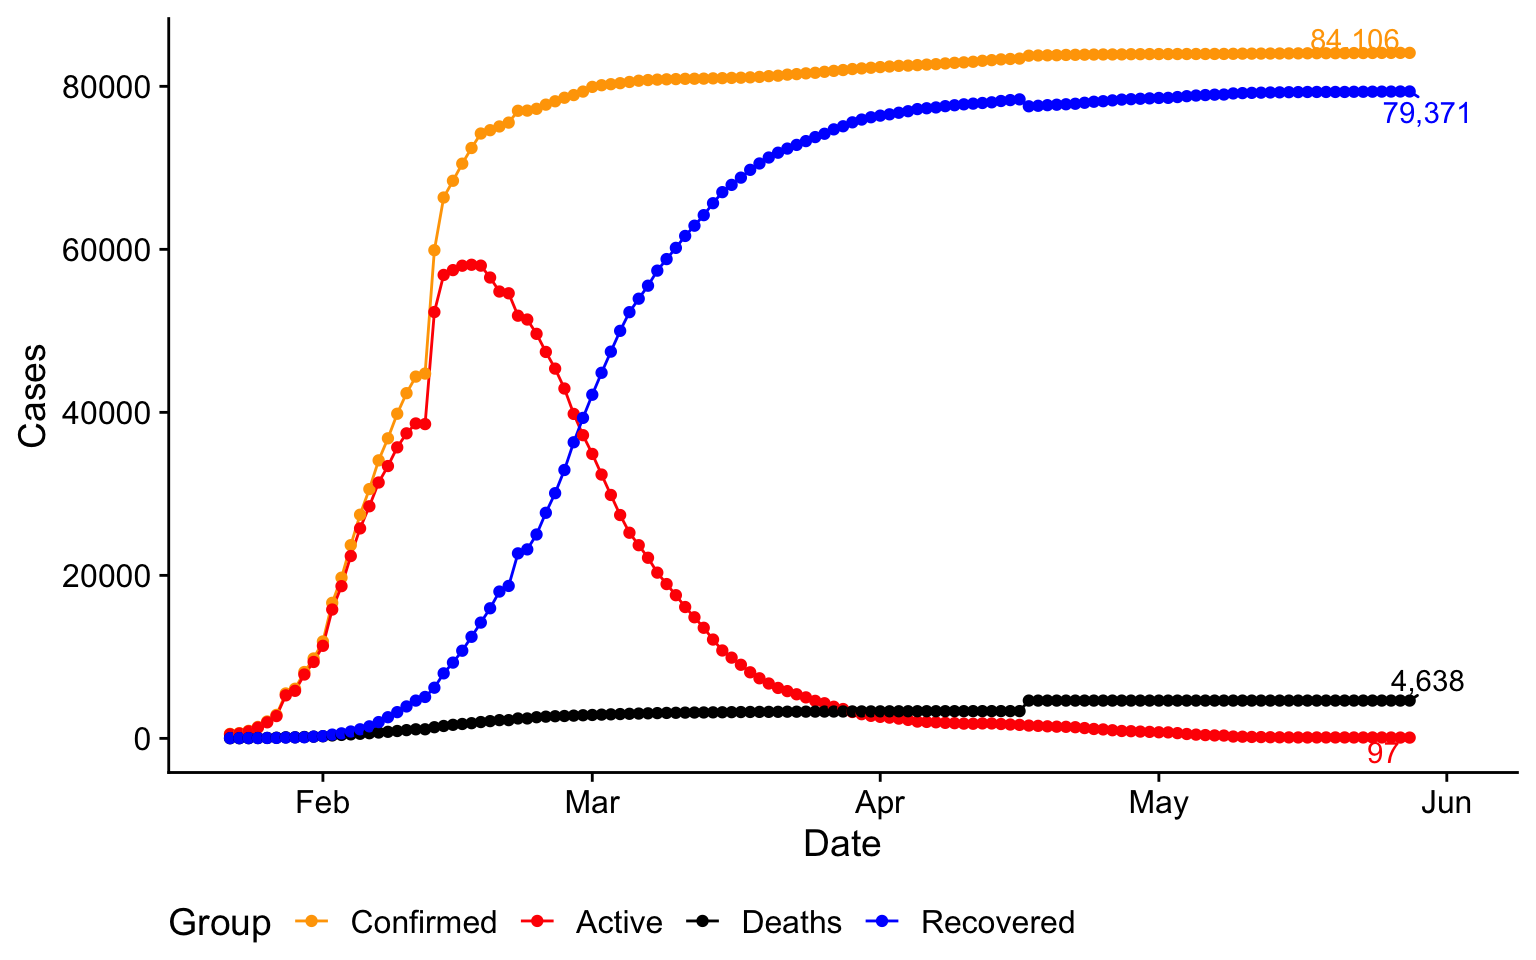 84,106
80000
79,371
60000
Cases
40000
20000
4,638
0
97
Feb Mar Apr May Jun
Date
Group Confirmed Active Deaths Recovered